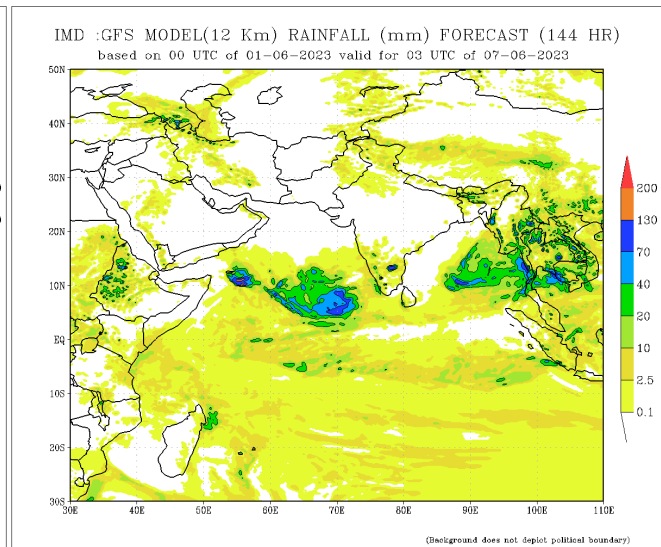 IMD :GFS MODEL(12 Km) RAINFALL (mm) FORECAST (144 HR)
based on 00 UTC of 01-06-2023 valid for 03 UTC of 07-06-2023
50N
40N
30N
20N
10N
EQ
10S
20S
30S
30E 40E 50E 60E 70E 80E 90E 100E 110E
200
130
70
40
20
10
2.5
0.1
(Background does not depict political boundary)